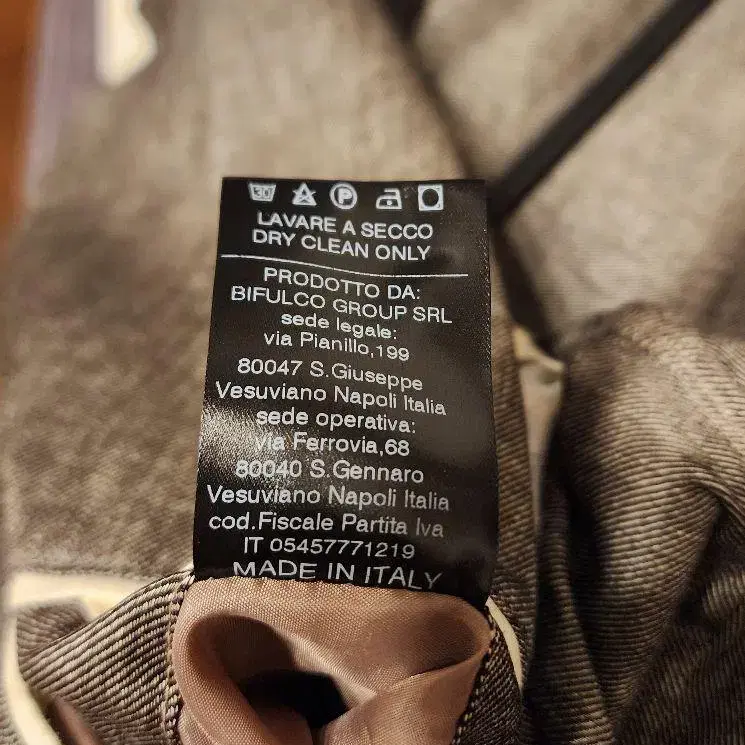 30 P
LAVARE A SECCO
DRY CLEAN ONLY
PRODOTTO DA:
BIFULCO GROUP SRL
sede legale:
via Pianillo,199
80047 S.Giuseppe
Vesuviano Napoli Italia
sede operativa:
via Ferrovia,68
80040 S.Gennaro
Vesuviano Napoli Italia
cod.Fiscale Partita Iva
IT 05457771219
MADE IN ITALY